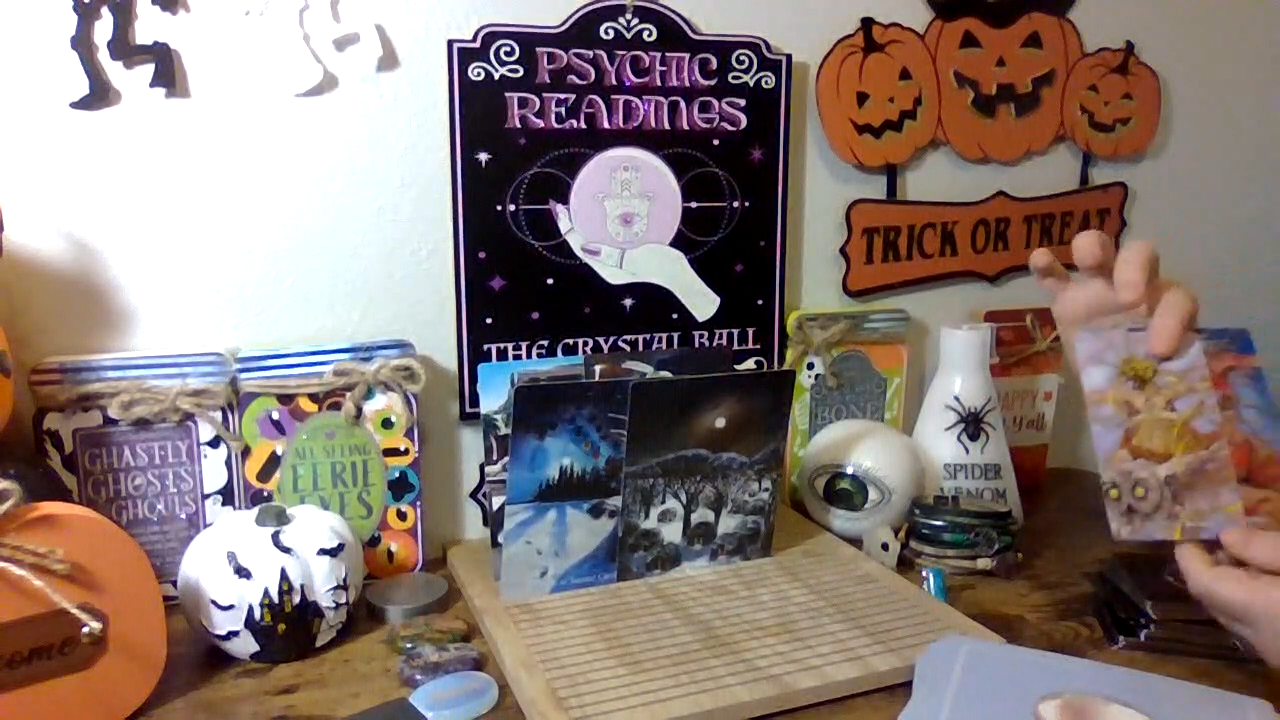 PSYCHIC
READINGS
THE CRYSTAL BALL
TRICK OR TREAT
GHASTLY
GHOSTS
GHOULS
ALL SEEING
EERIE
EYES
BONE
SPIDER
VENOM
HAPPY
Y'all